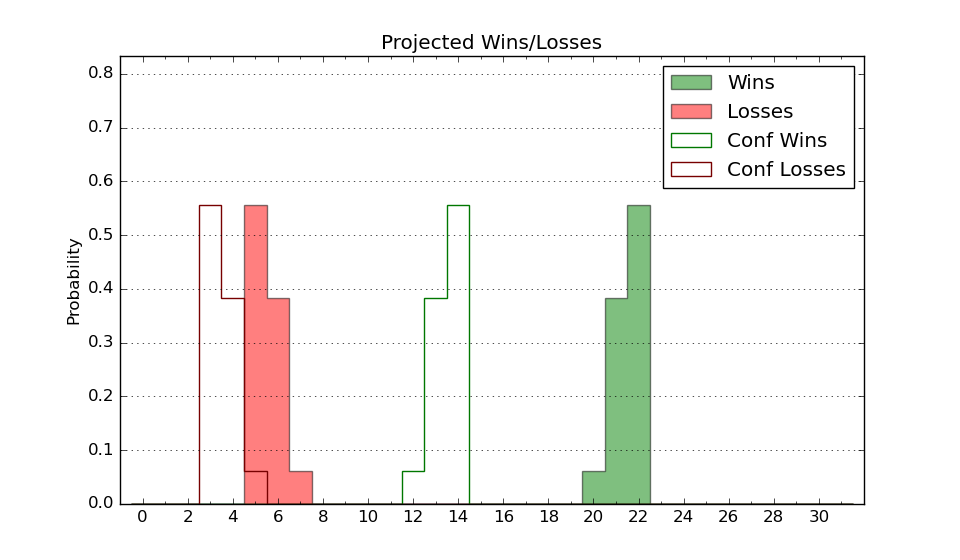 Projected Wins/Losses
0.8
0.7
0.6
0.5
0.4
0.3
0.2
0.1
0.0
Probability
Wins
Losses
Conf Wins
Conf Losses
0 2 4 6 8 10 12 14 16 18 20 22 24 26 28 30